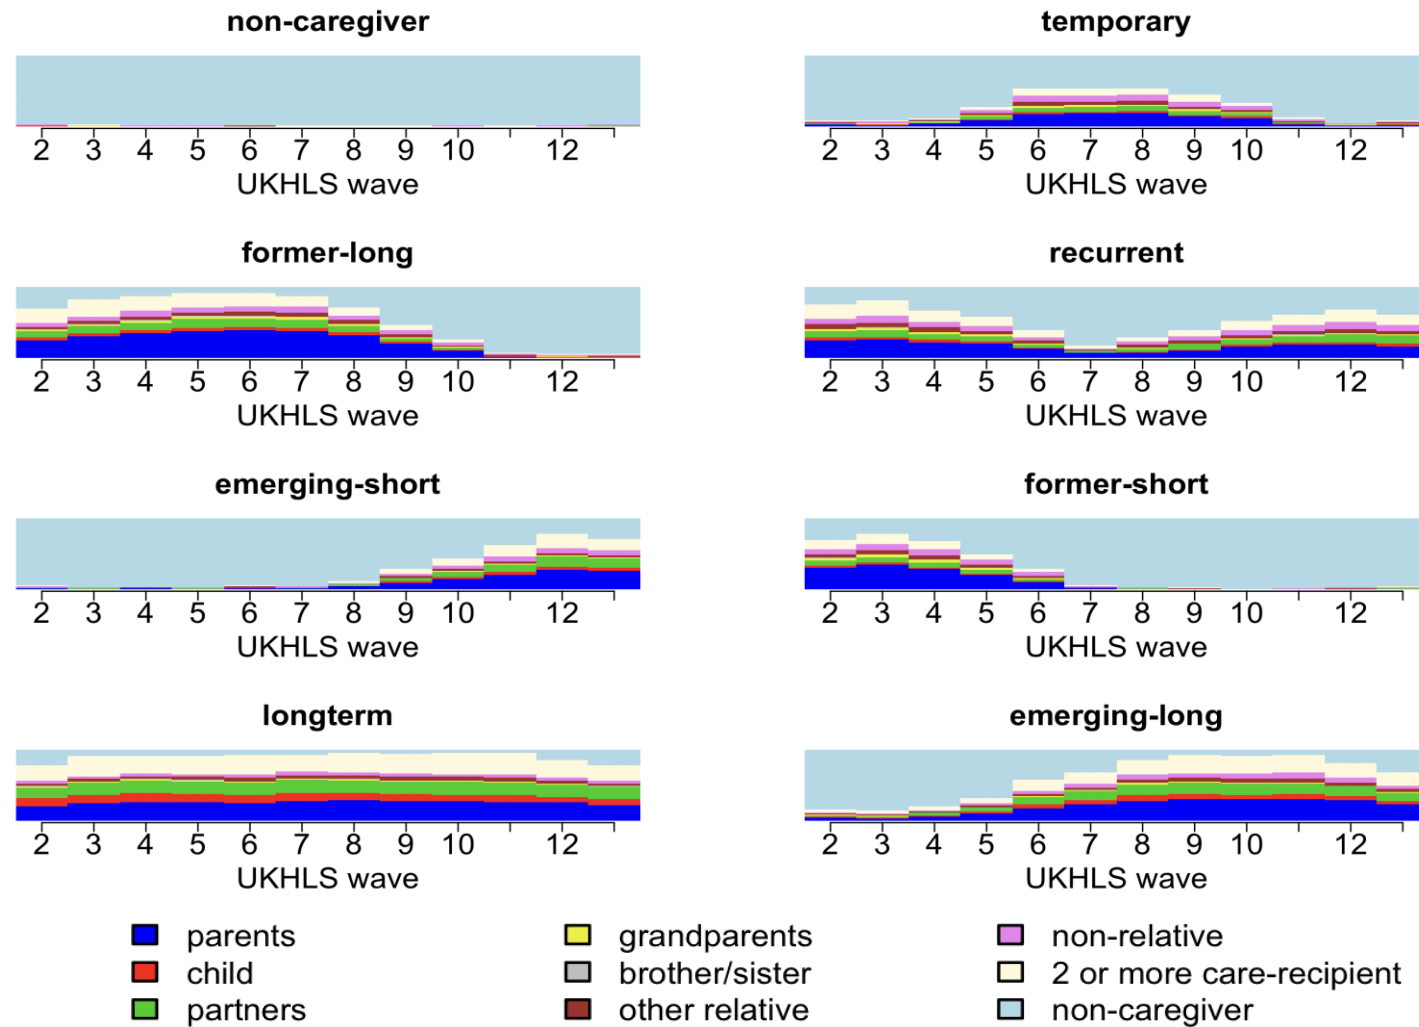 non-caregiver
2 3 4 5 6 7 8 9 10 12
UKHLS wave
temporary
2 3 4 5 6 7 8 9 10 12
UKHLS wave
former-long
2 3 4 5 6 7 8 9 10 12
UKHLS wave
recurrent
2 3 4 5 6 7 8 9 10 12
UKHLS wave
emerging-short
2 3 4 5 6 7 8 9 10 12
UKHLS wave
former-short
2 3 4 5 6 7 8 9 10 12
UKHLS wave
longterm
2 3 4 5 6 7 8 9 10 12
UKHLS wave
emerging-long
2 3 4 5 6 7 8 9 10 12
UKHLS wave
parents
child
partners
grandparents
brother/sister
other relative
non-relative
2 or more care-recipient
non-caregiver